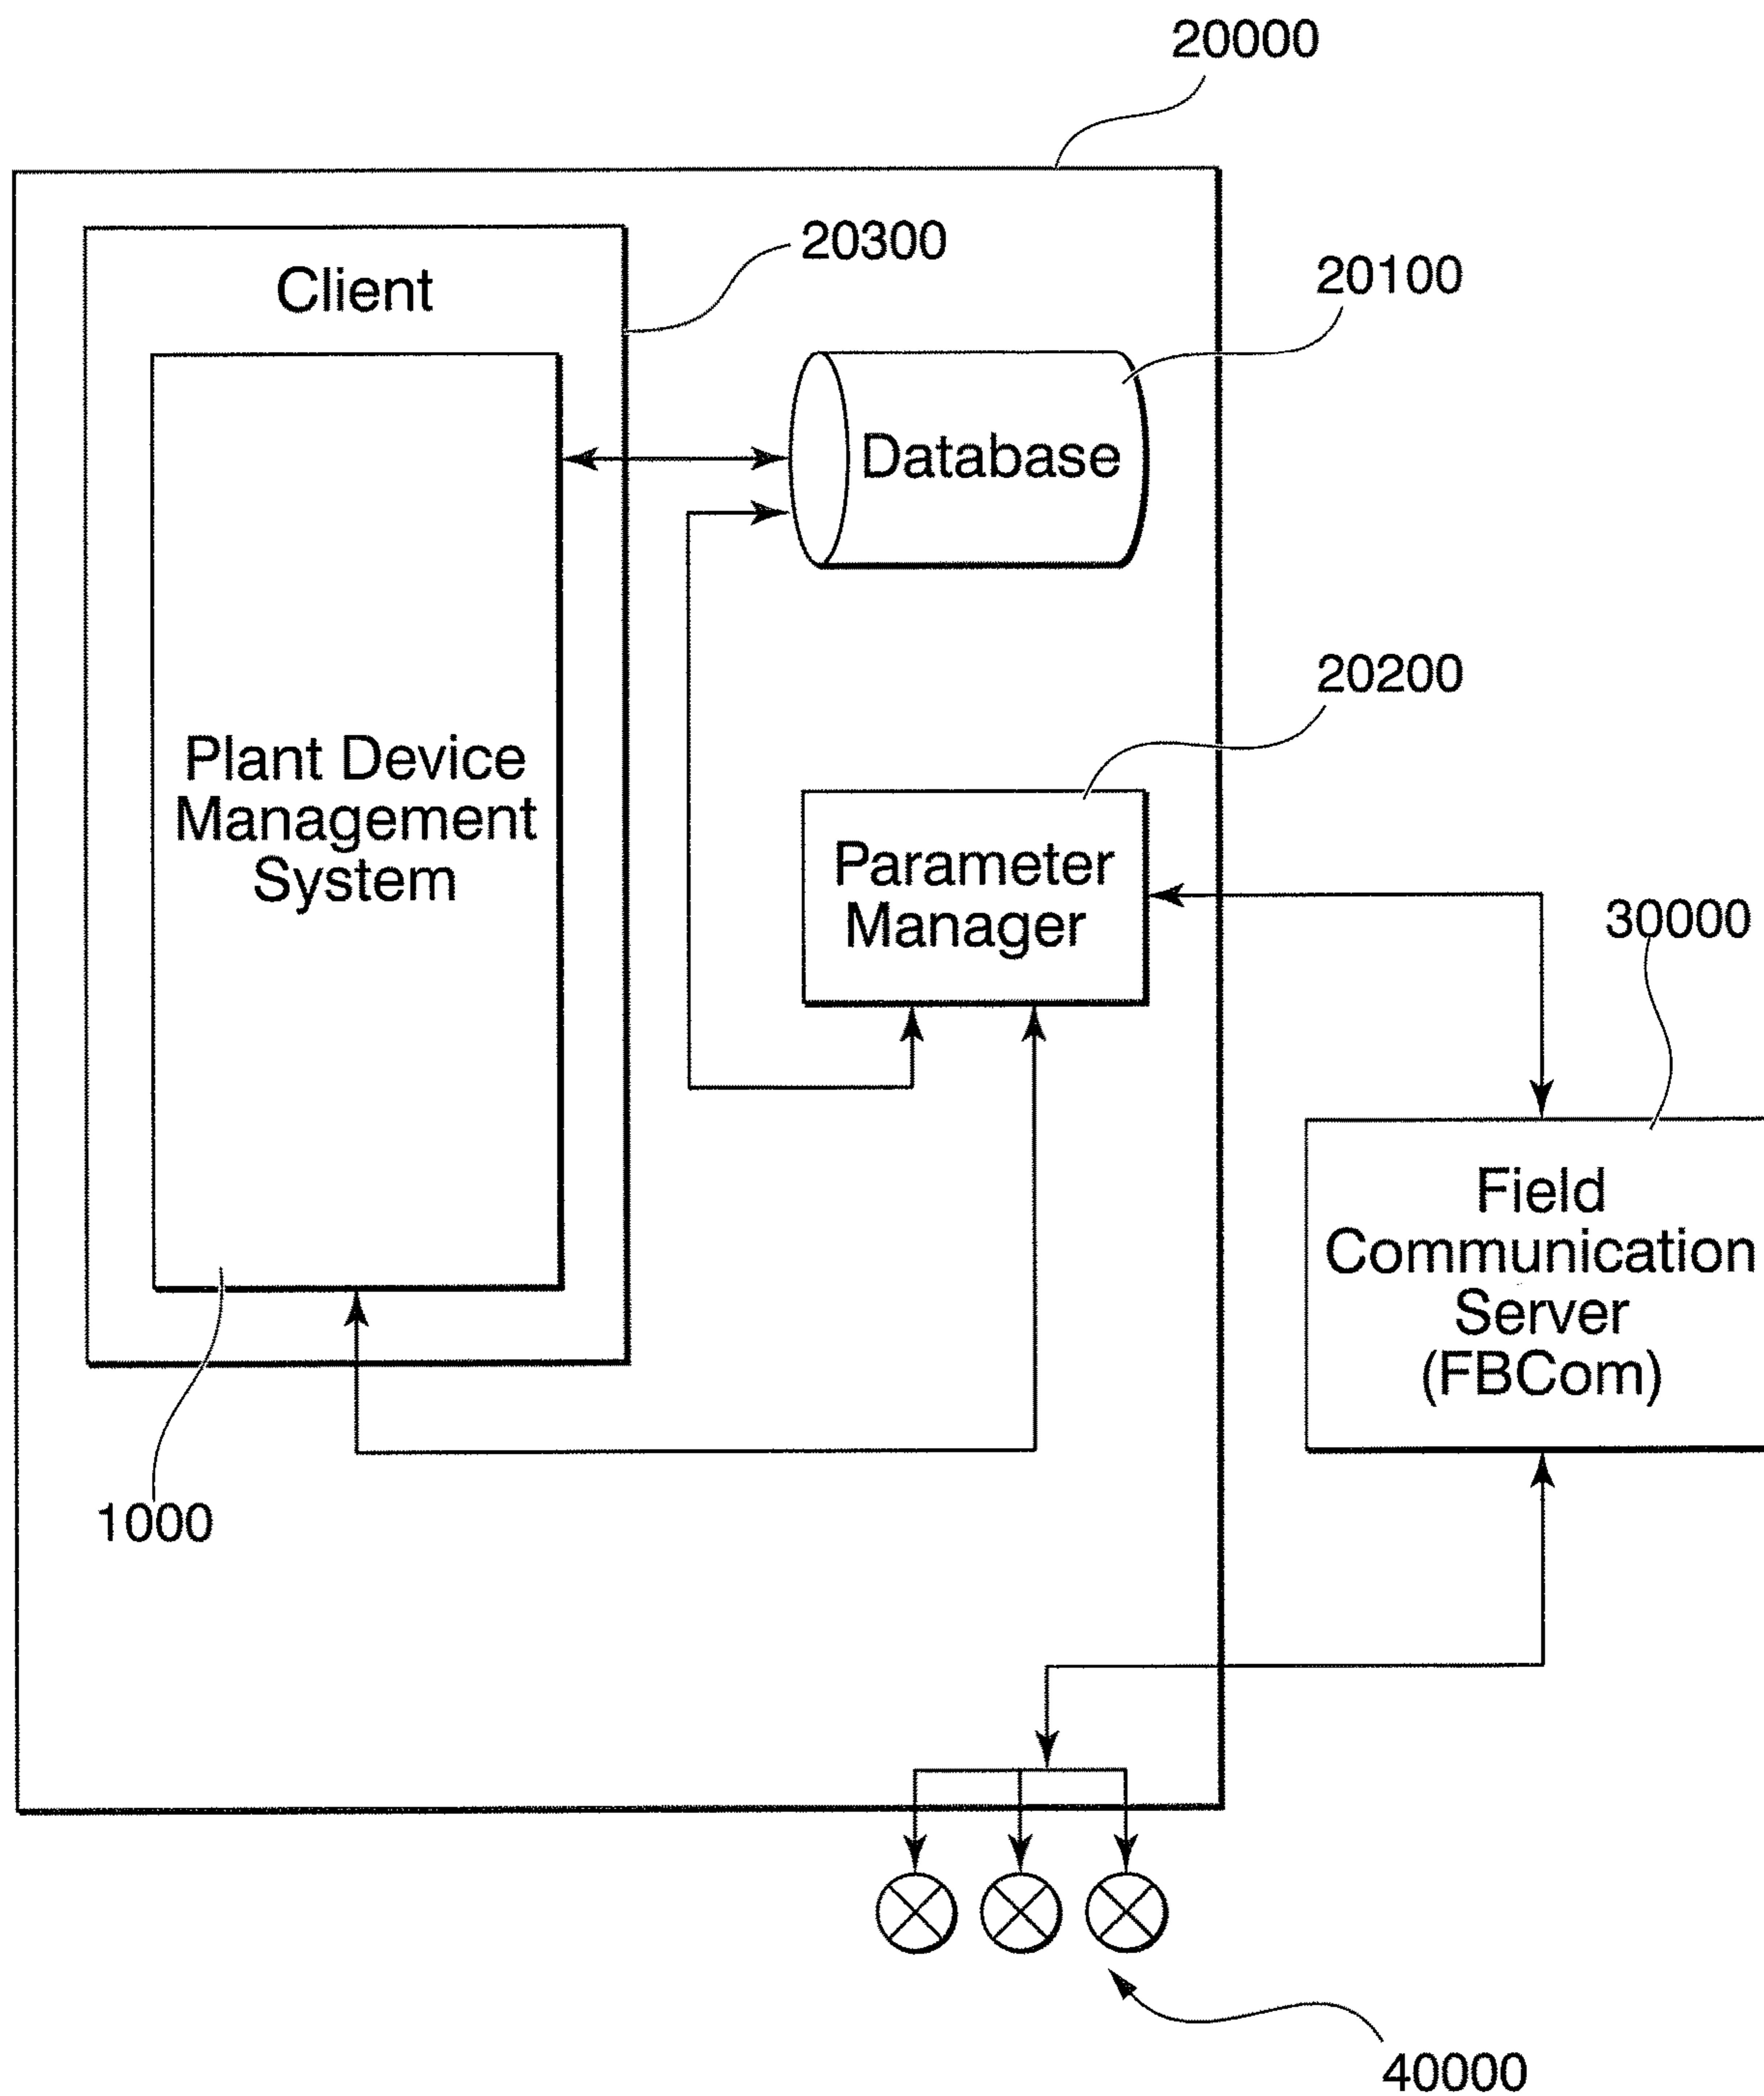 20000
20300
20100
Client
Database
20200
Plant Device
Management
System
Parameter
Manager
30000
Field
Communication
Server
(FBCom)
1000
40000